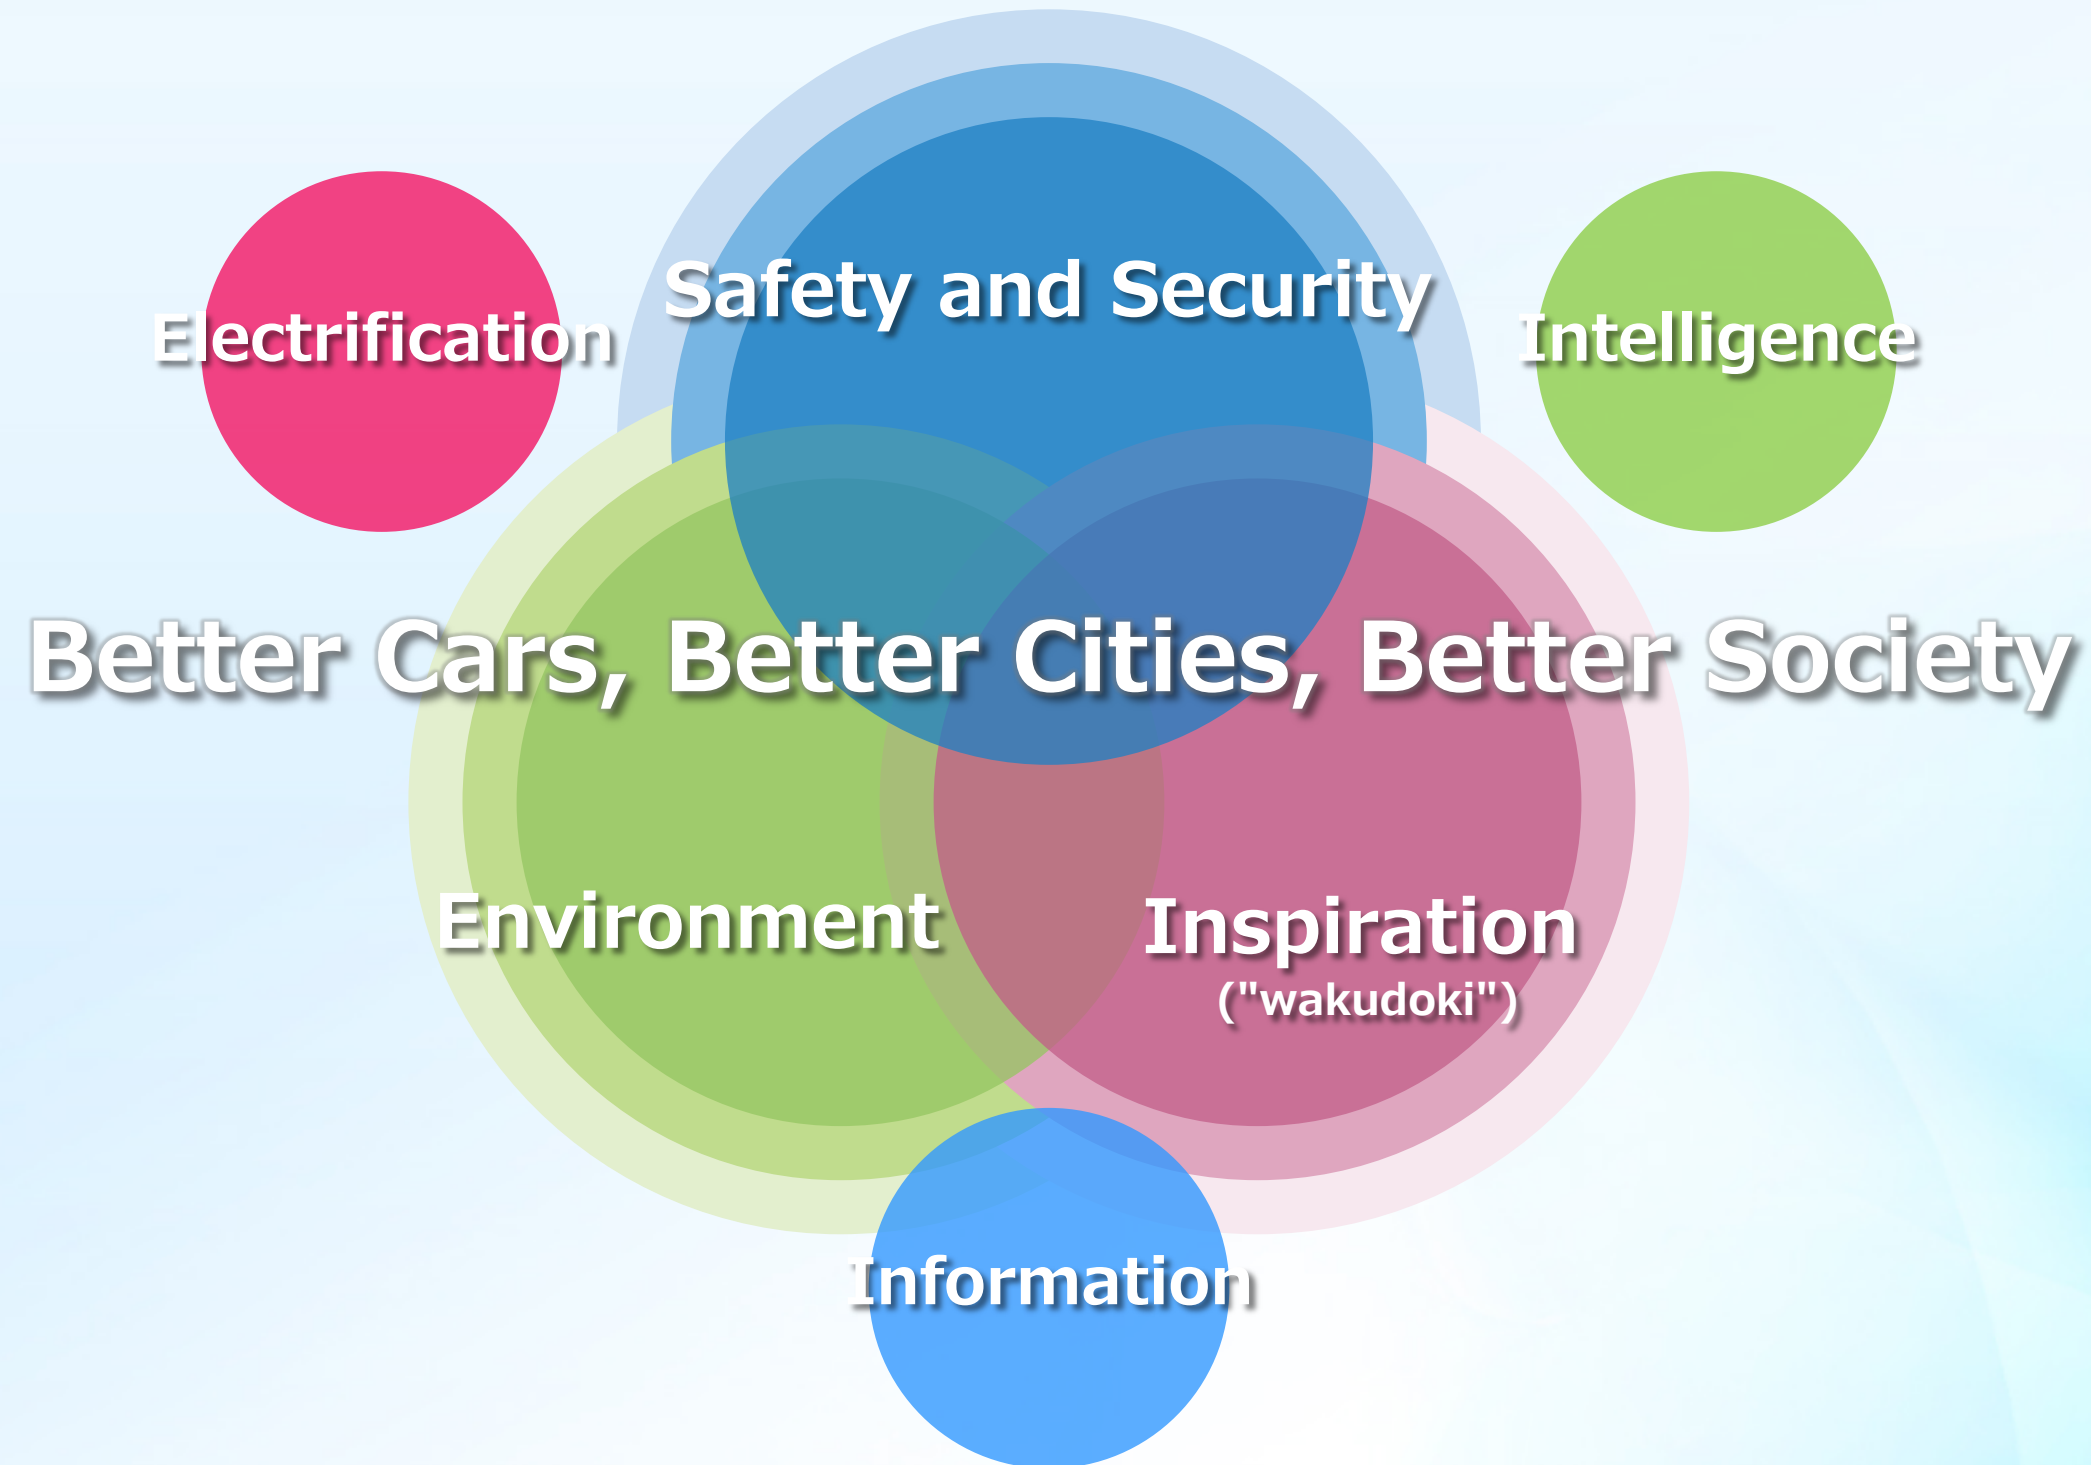 Safety and Security
Electrification
Intelligence
Better Cars, Better Cities, Better Society
Environment
Inspiration
("wakudoki")
Information